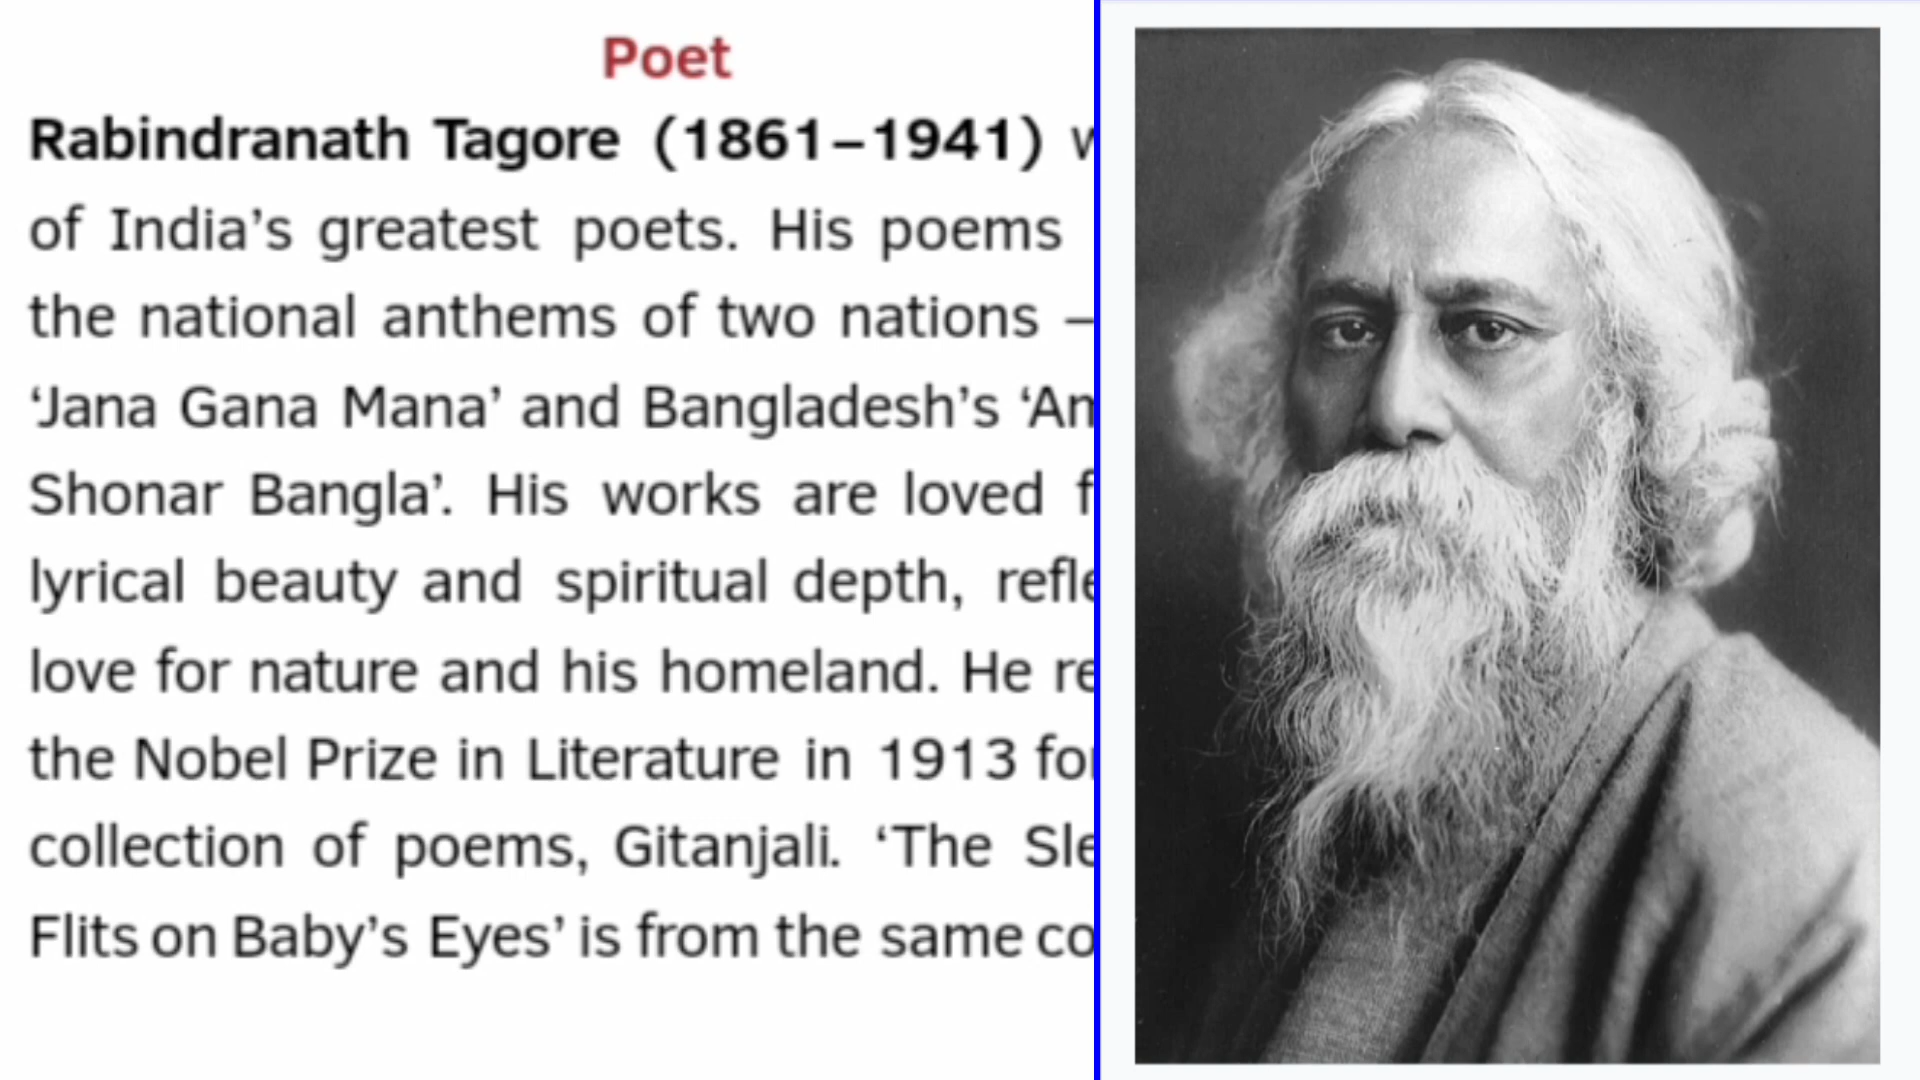 Poet
Rabindranath Tagore (1861–1941)
of India’s greatest poets. His poems
the national anthems of two nations —
‘Jana Gana Mana’ and Bangladesh’s
Shonar Bangla’. His works are loved
lyrical beauty and spiritual depth,
love for nature and his homeland. He
the Nobel Prize in Literature in 1913
collection of poems, Gitanjali. ‘The
Flits on Baby’s Eyes’ is from the same